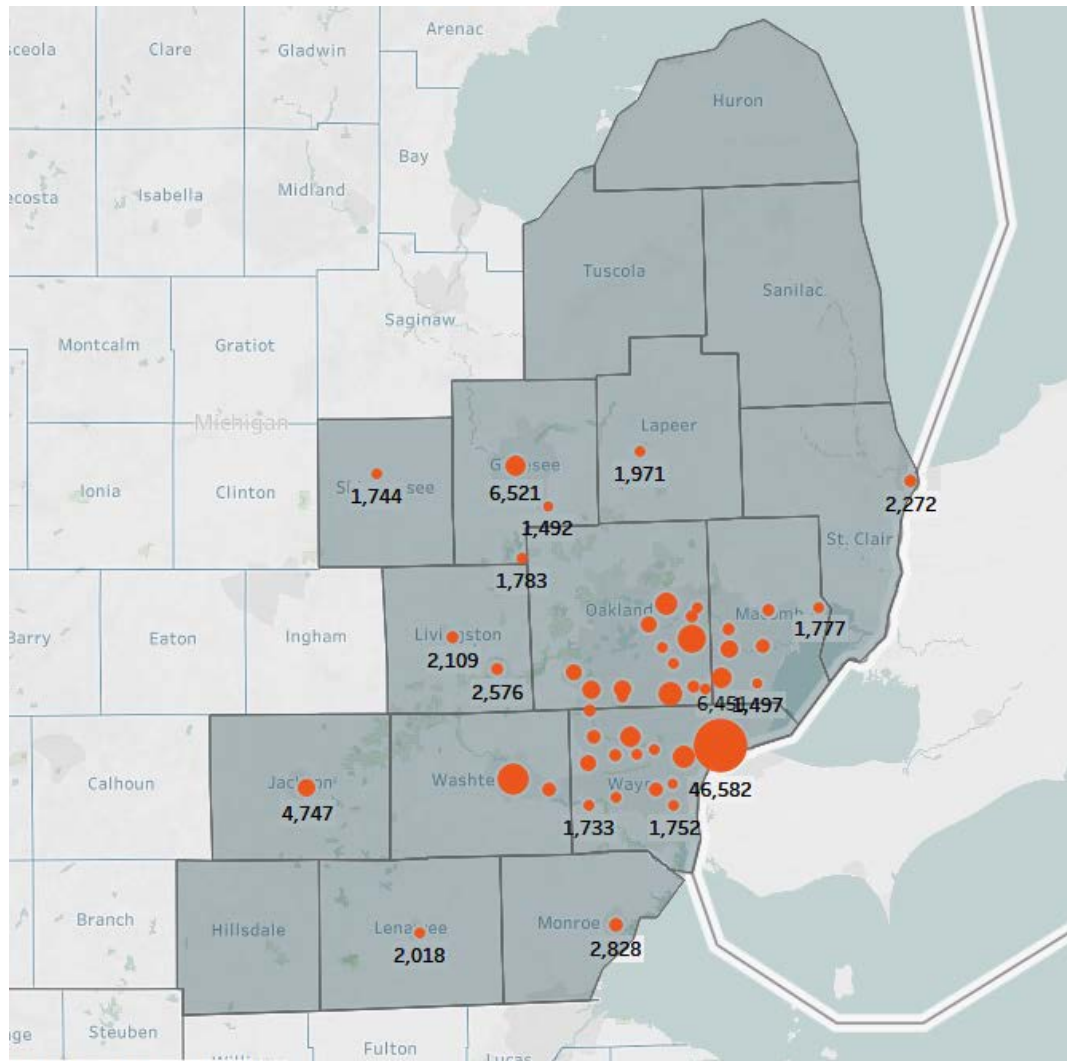 Arenac
sceola
Clare
Gladwin
Huron
Bay
Isabella
Midland
ecosta
Tuscola
Sanilac
Saginaw
Montcalm
Gratiot
Michigan
Lapeer
1,971
6,521
1,744
2,272
Ionia
Clinton
1,492
St. Clair
1,783
Oakland
1,777
Barry
Eaton
Ingham
2,109
2,576
1,497
Calhoun
46,582
4,747
1,733
1,752
Branch
Hillsdale
Monroe
2,018
2,828
Steuben
Fulton
Lucas